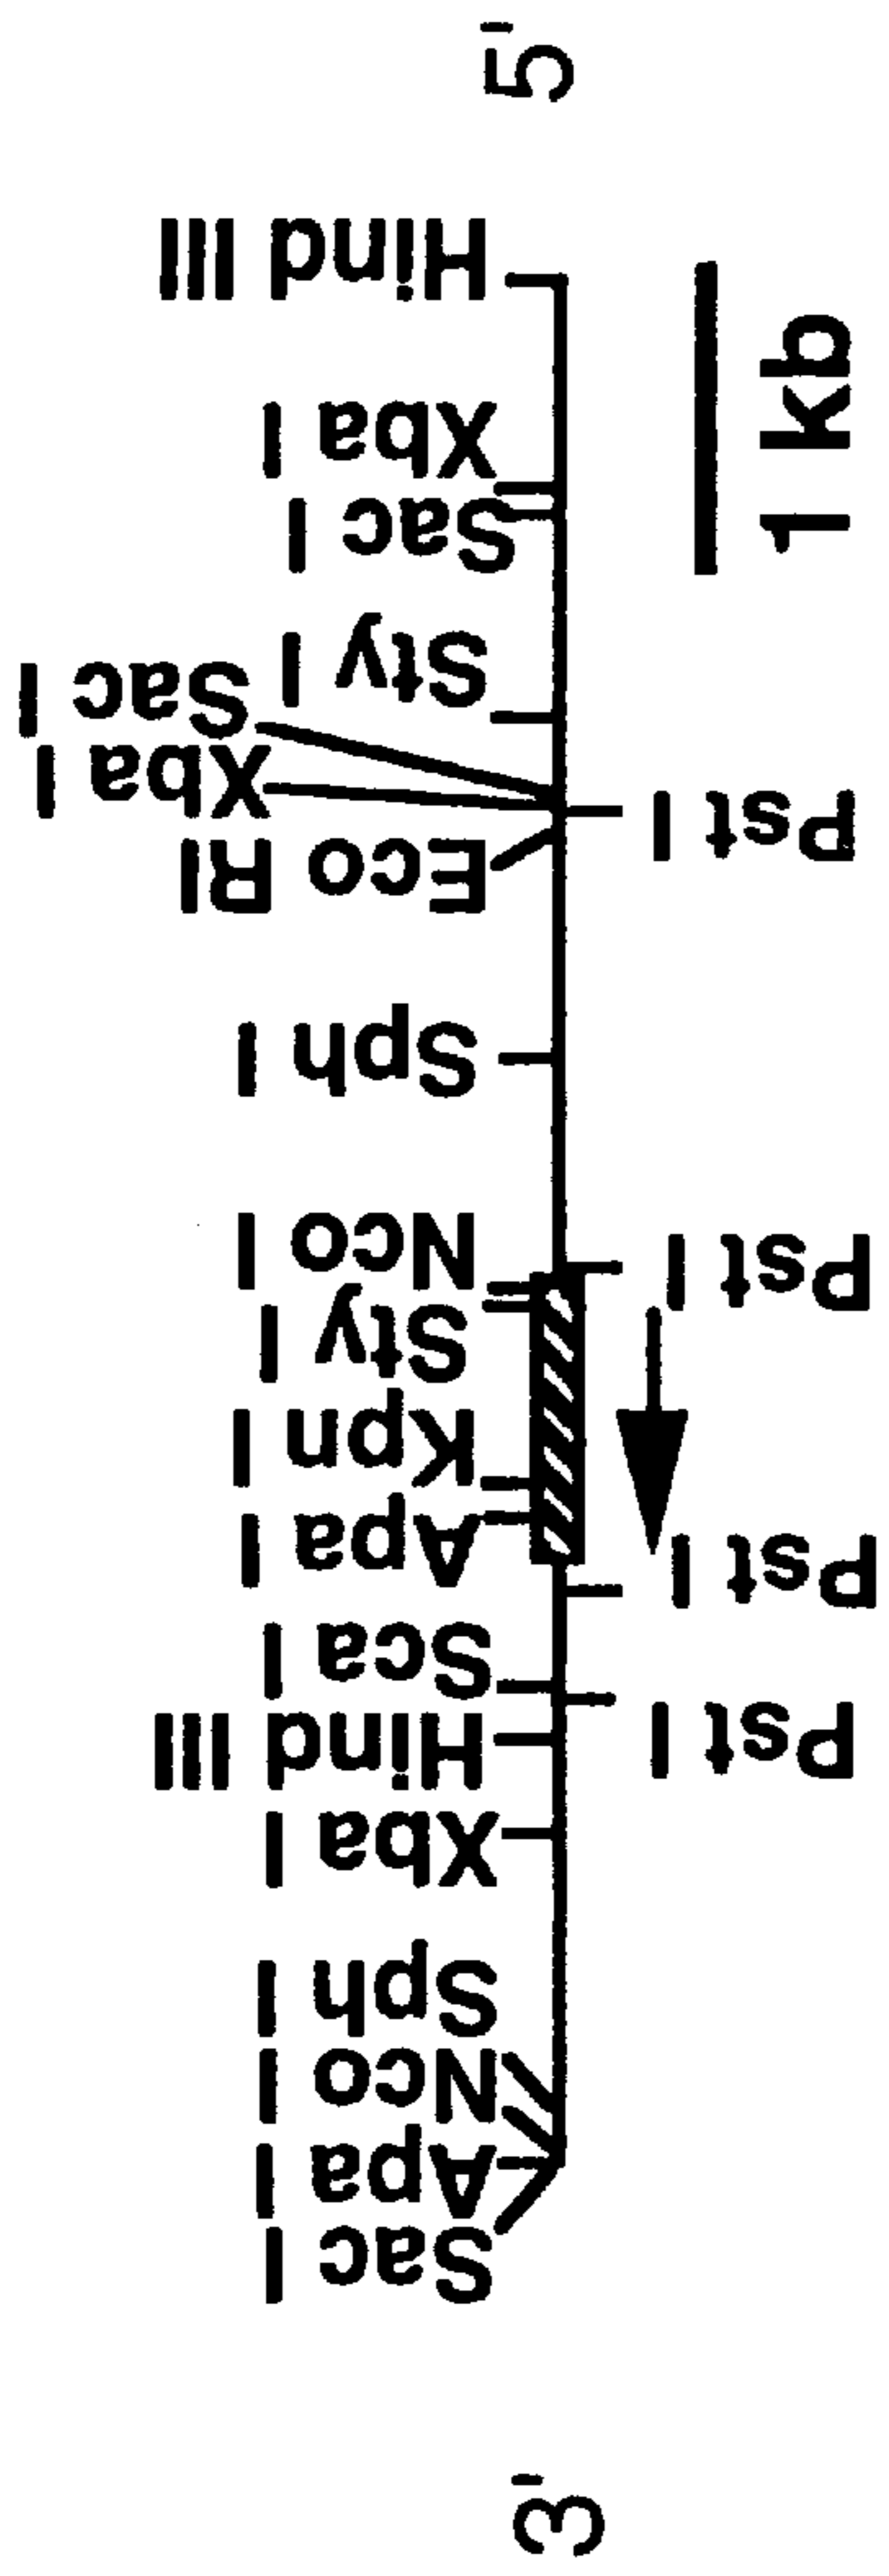 5'
Hind III
Xba I
Sac I
Sty I
Sac I
Xba I
Eco RI
Sph I
Nco I
Sty I
Kpn I
Apa I
Sca I
Hind III
Xba I
Sph I
Nco I
Apa I
Sac I
3'
Pst I
Pst I
Pst I
Pst I
1 kb